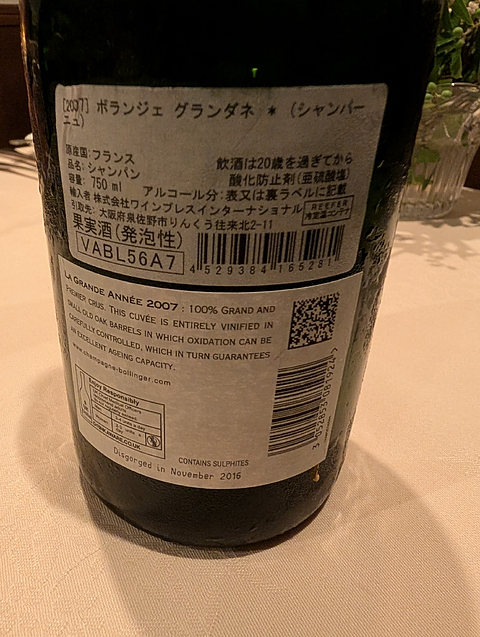 [2007] ボランジェ グランダネ * (シャンパーニュ)
原産国:フランス
品名:シャンパン
容量:750 ml
飲酒は20歳を過ぎてから
酸化防止剤(亜硫酸塩)
アルコール分:表又は裏ラベルに記載
輸入者:株式会社ワインプレスインターナショナル
引取先:大阪府泉佐野市りんくう往来北2-11
REEFER
冷定温コンテナ
果実酒(発泡性)
VABL56A7
4 529384 165281
LA GRANDE ANNÉE 2007 : 100% GRAND AND
PREMIER CRUS. THIS CUVÉE IS ENTIRELY VINIFIED IN
SMALL OLD OAK BARRELS IN WHICH OXIDATION CAN BE
CAREFULLY CONTROLLED, WHICH IN TURN GUARANTEES
AN EXCELLENT AGEING CAPACITY.
www.champagne-bollinger.com
Enjoy Responsibly
CONTAINS SULPHITES
Disgorged in November 2016